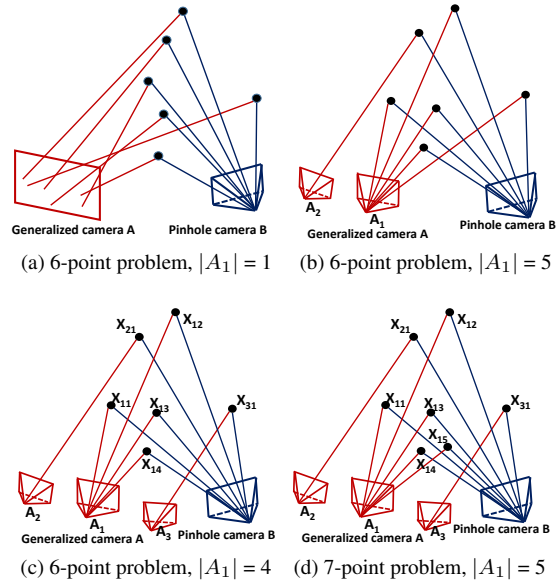 Generalized camera A
Pinhole camera B
(a) 6-point problem, |A₁| = 1
A₂
A₁
Generalized camera A
Pinhole camera B
(b) 6-point problem, |A₁| = 5
X₁₂
X₂₁
X₁₁
X₁₃
X₃₁
X₁₄
A₂
A₁
A₃
Generalized camera A
Pinhole camera B
(c) 6-point problem, |A₁| = 4
X₁₂
X₂₁
X₁₁
X₁₃
X₃₁
X₁₅
X₁₄
A₂
A₁
A₃
Generalized camera A
Pinhole camera B
(d) 7-point problem, |A₁| = 5